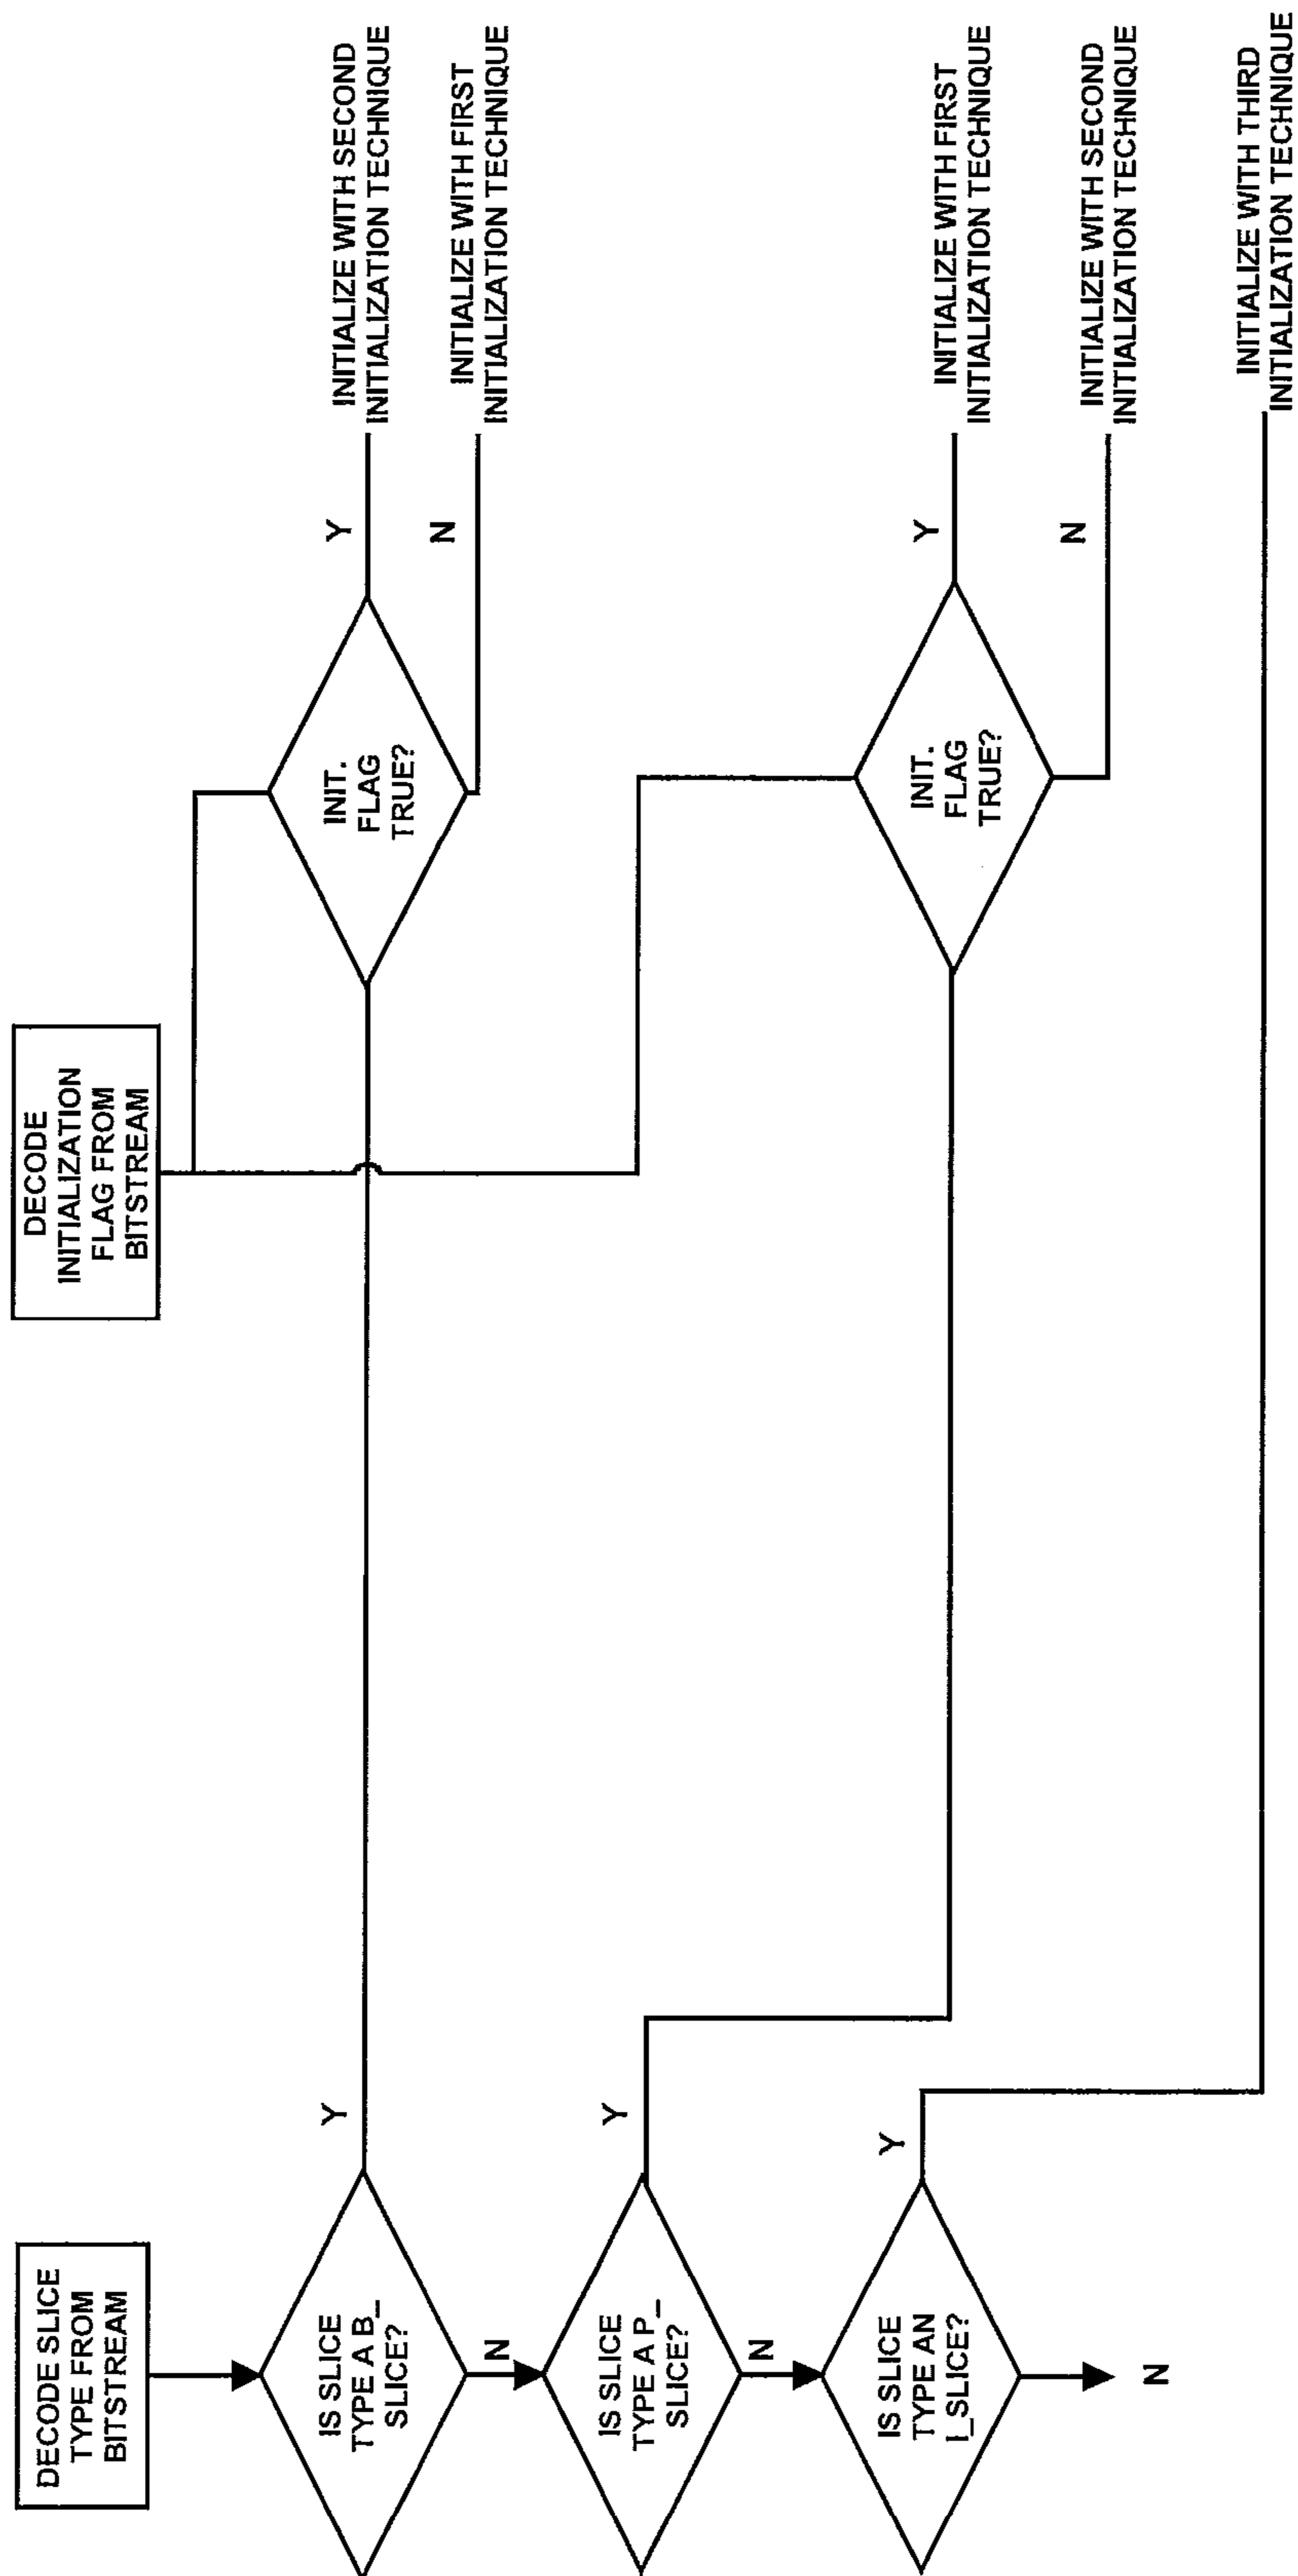 DECODE SLICE
TYPE FROM
BITSTREAM
IS SLICE
TYPE A B_
SLICE?
Y
N
IS SLICE
TYPE A P_
SLICE?
Y
N
IS SLICE
TYPE AN
I_SLICE?
Y
N
DECODE
INITIALIZATION
FLAG FROM
BITSTREAM
INIT.
FLAG
TRUE?
Y
N
INIT.
FLAG
TRUE?
Y
N
INITIALIZE WITH SECOND
INITIALIZATION TECHNIQUE
INITIALIZE WITH FIRST
INITIALIZATION TECHNIQUE
INITIALIZE WITH FIRST
INITIALIZATION TECHNIQUE
INITIALIZE WITH SECOND
INITIALIZATION TECHNIQUE
INITIALIZE WITH THIRD
INITIALIZATION TECHNIQUE